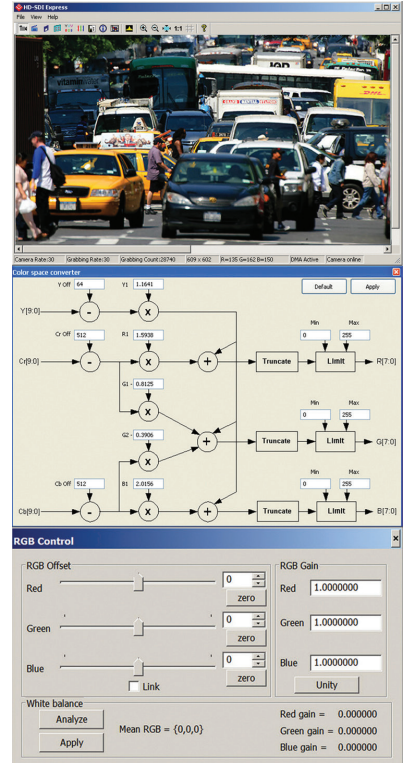 HD-SDI Express
File View Help
1:1
vitaminwater
DHL
Camera Rate:30 Grabbing Rate:30 Grabbing Count:28740 609 x 602 R=135 G=162 B=150 DMA Active Camera online
Color space converter
Y Off 64 Y1 1.1641 Default Apply
Y[9:0] - X
Cr Off 512 R1 1.5938 Min Max
0 255
Cr[9:0] - X + Truncate Limit R[7:0]
G1 - 0.8125
X Min Max
0 255
G2 - 0.3906 + Truncate Limit G[7:0]
X
Cb Off 512 B1 2.0156 Min Max
0 255
Cb[9:0] - X + Truncate Limit B[7:0]
RGB Control
RGB Offset RGB Gain
Red 0 Red 1.0000000
zero
Green 0 Green 1.0000000
zero
Blue 0 Blue 1.0000000
Link zero Unity
White balance
Analyze Red gain = 0.000000
Mean RGB = {0,0,0} Green gain = 0.000000
Apply Blue gain = 0.000000